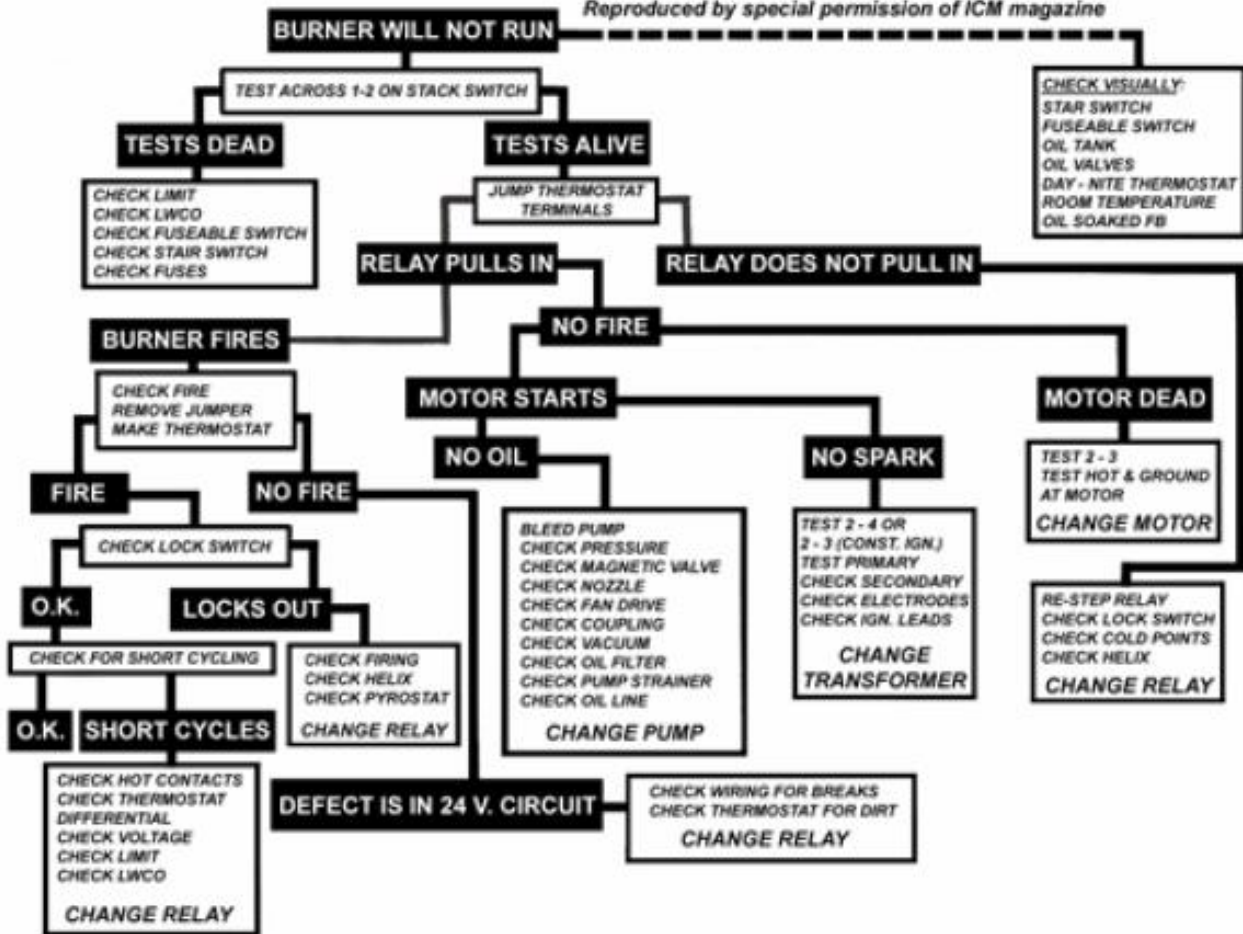 Reproduced by special permission of ICM magazine
BURNER WILL NOT RUN
TEST ACROSS 1-2 ON STACK SWITCH
CHECK VISUALLY:
STAR SWITCH
FUSEABLE SWITCH
OIL TANK
OIL VALVES
DAY - NITE THERMOSTAT
ROOM TEMPERATURE
OIL SOAKED FB
TESTS DEAD
TESTS ALIVE
CHECK LIMIT
CHECK LWCO
CHECK FUSEABLE SWITCH
CHECK STAIR SWITCH
CHECK FUSES
JUMP THERMOSTAT
TERMINALS
RELAY PULLS IN
RELAY DOES NOT PULL IN
BURNER FIRES
NO FIRE
CHECK FIRE
REMOVE JUMPER
MAKE THERMOSTAT
MOTOR STARTS
MOTOR DEAD
NO OIL
NO SPARK
TEST 2 - 3
TEST HOT & GROUND
AT MOTOR
CHANGE MOTOR
FIRE
NO FIRE
CHECK LOCK SWITCH
BLEED PUMP
CHECK PRESSURE
CHECK MAGNETIC VALVE
CHECK NOZZLE
CHECK FAN DRIVE
CHECK COUPLING
CHECK VACUUM
CHECK OIL FILTER
CHECK PUMP STRAINER
CHECK OIL LINE
CHANGE PUMP
TEST 2 - 4 OR
2 - 3 (CONST. IGN.)
TEST PRIMARY
CHECK SECONDARY
CHECK ELECTRODES
CHECK IGN. LEADS
CHANGE
TRANSFORMER
RE-STEP RELAY
CHECK LOCK SWITCH
CHECK COLD POINTS
CHECK HELIX
CHANGE RELAY
O.K.
LOCKS OUT
CHECK FOR SHORT CYCLING
CHECK FIRING
CHECK HELIX
CHECK PYROSTAT
CHANGE RELAY
O.K.
SHORT CYCLES
CHECK HOT CONTACTS
CHECK THERMOSTAT
DIFFERENTIAL
CHECK VOLTAGE
CHECK LIMIT
CHECK LWCO
CHANGE RELAY
DEFECT IS IN 24 V. CIRCUIT
CHECK WIRING FOR BREAKS
CHECK THERMOSTAT FOR DIRT
CHANGE RELAY